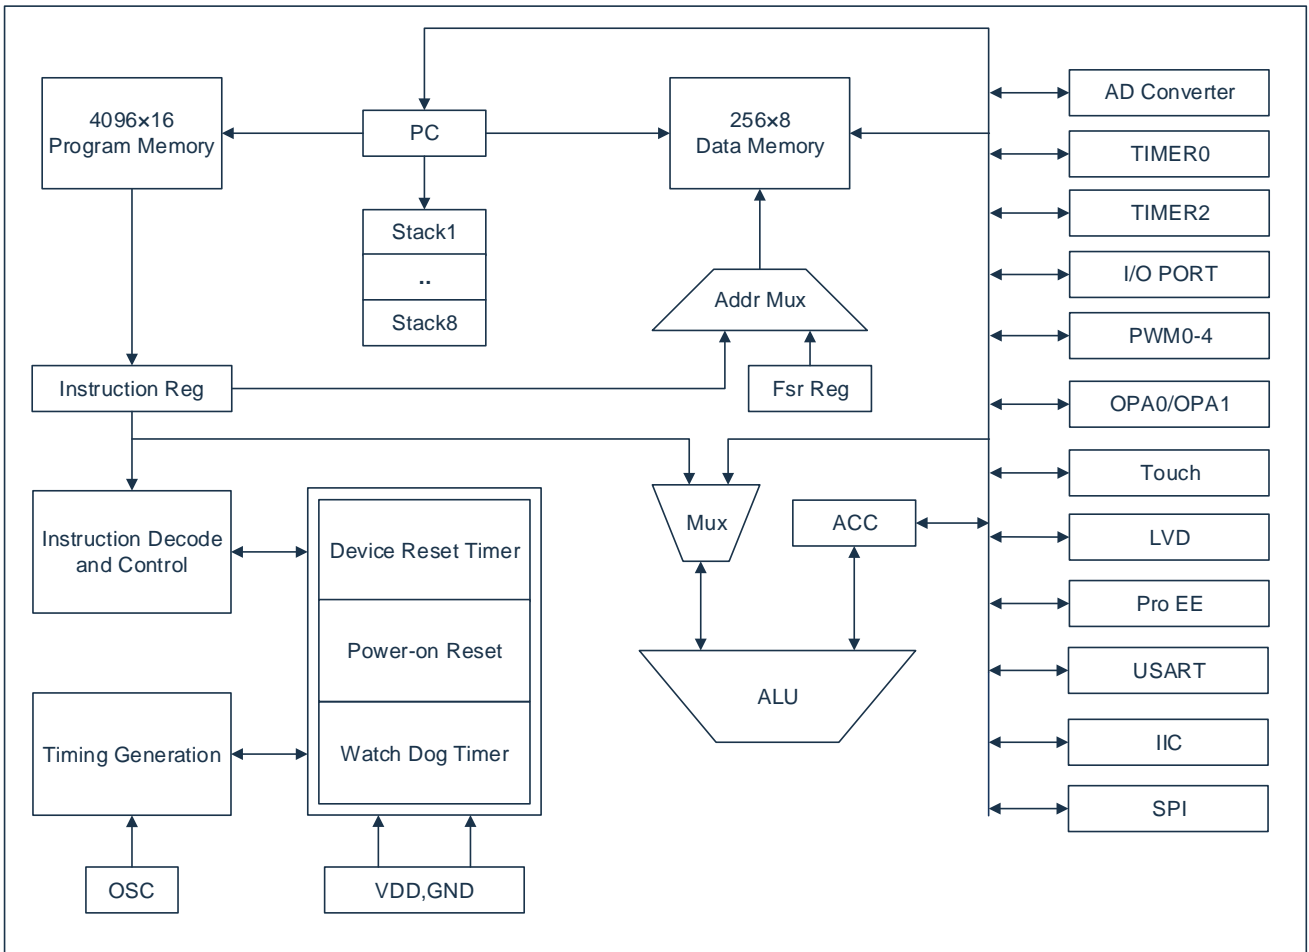 4096×16
Program Memory
PC
256×8
Data Memory
Stack1
..
Stack8
Addr Mux
Instruction Reg
Fsr Reg
Mux
ACC
Instruction Decode
and Control
Device Reset Timer
Power-on Reset
Watch Dog Timer
ALU
Timing Generation
OSC
VDD,GND
AD Converter
TIMER0
TIMER2
I/O PORT
PWM0-4
OPA0/OPA1
Touch
LVD
Pro EE
USART
IIC
SPI